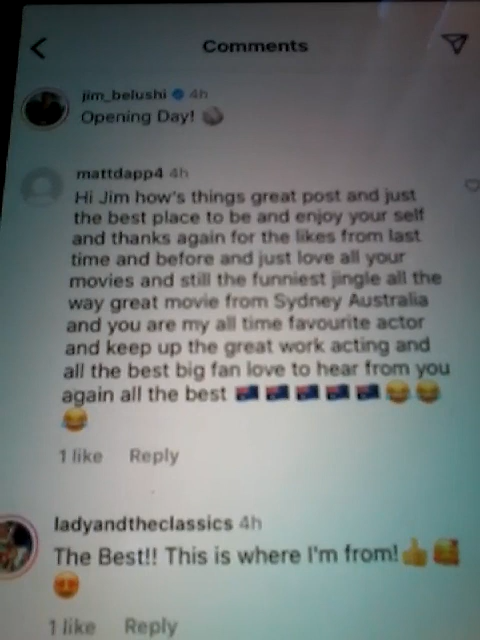 Comments
jim_belushi 4h
Opening Day! ⚾
mattdapp4 4h
Hi Jim how's things great post and just
the best place to be and enjoy your self
and thanks again for the likes from last
time and before and just love all your
movies and still the funniest jingle all the
way great movie from Sydney Australia
and you are my all time favourite actor
and keep up the great work acting and
all the best big fan love to hear from you
again all the best 🇦🇺🇦🇺🇦🇺🇦🇺🇦🇺😂😂
😂
1 like Reply
ladyandtheclassics 4h
The Best!! This is where I'm from!👍🥰
😍
1 like Reply